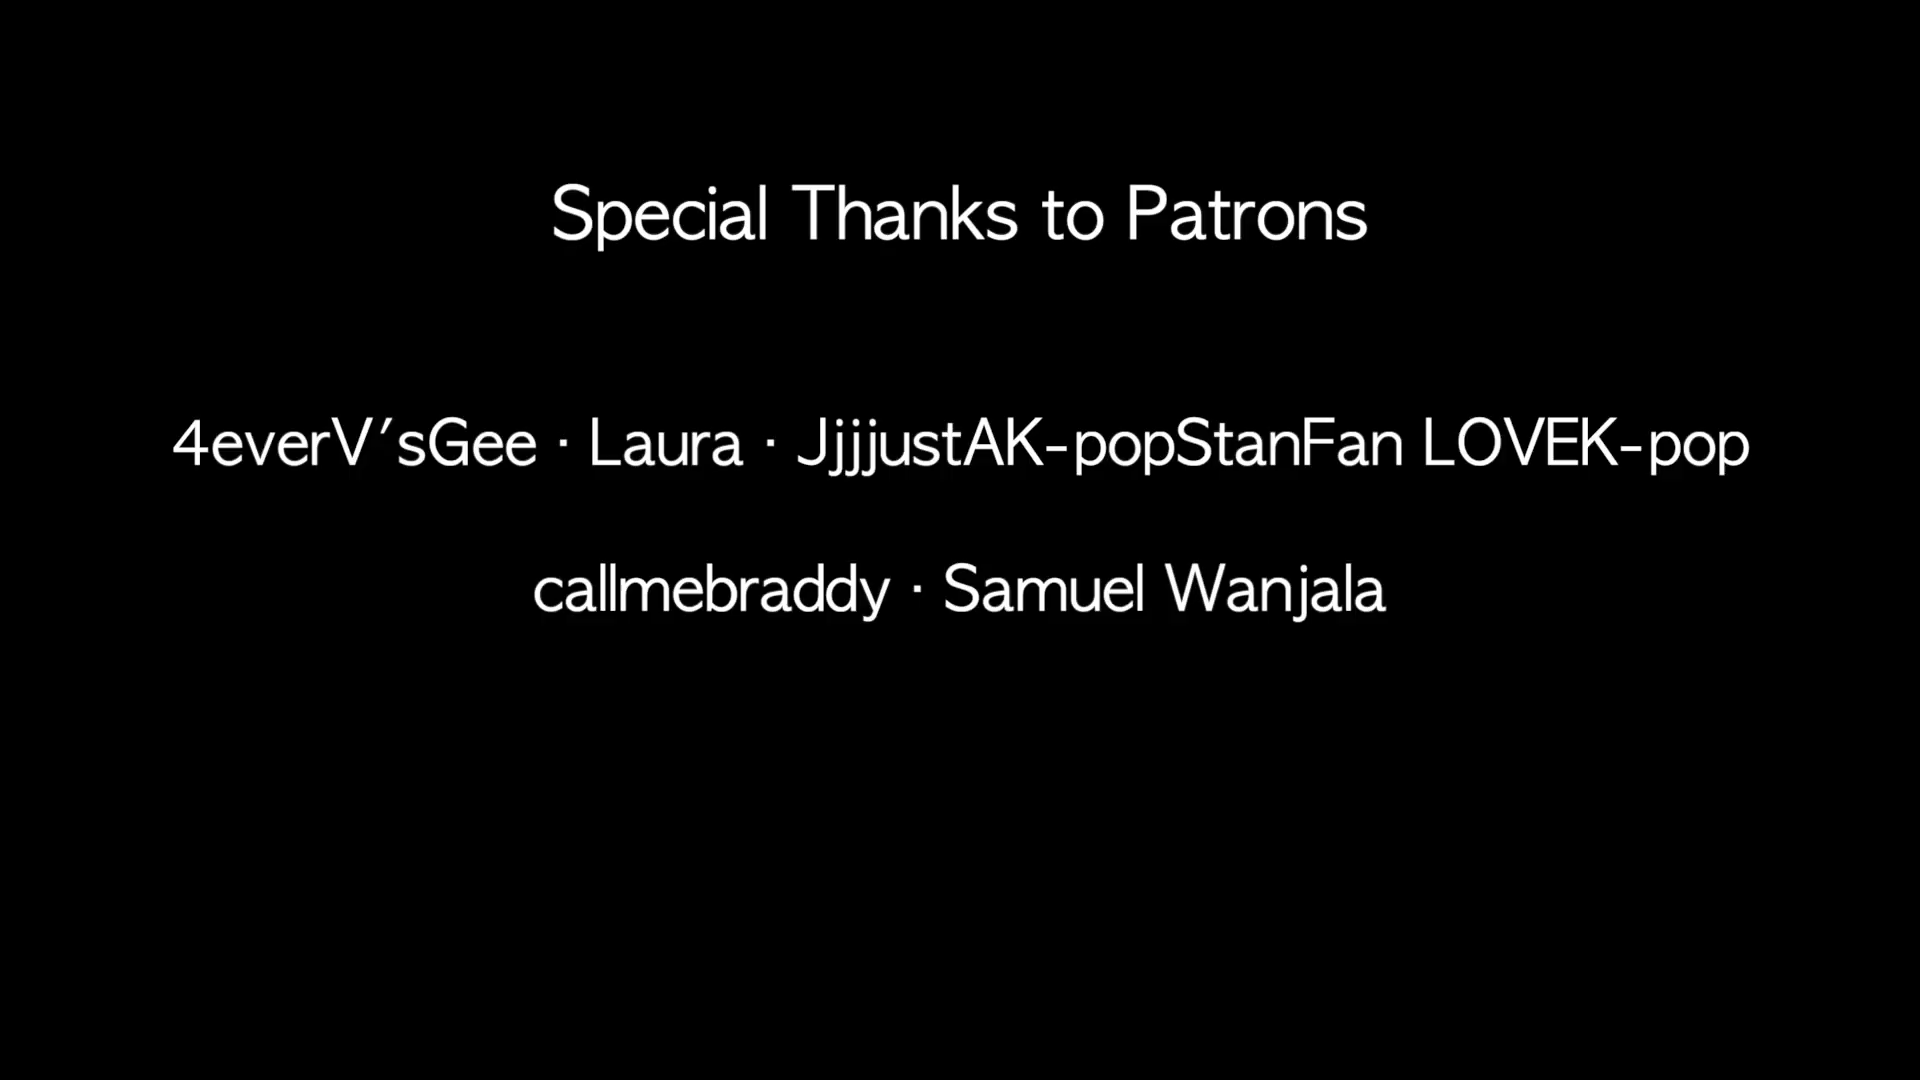 Special Thanks to Patrons
4everV'sGee · Laura · JjjjustAK-popStanFan LOVEK-pop
callmebraddy · Samuel Wanjala